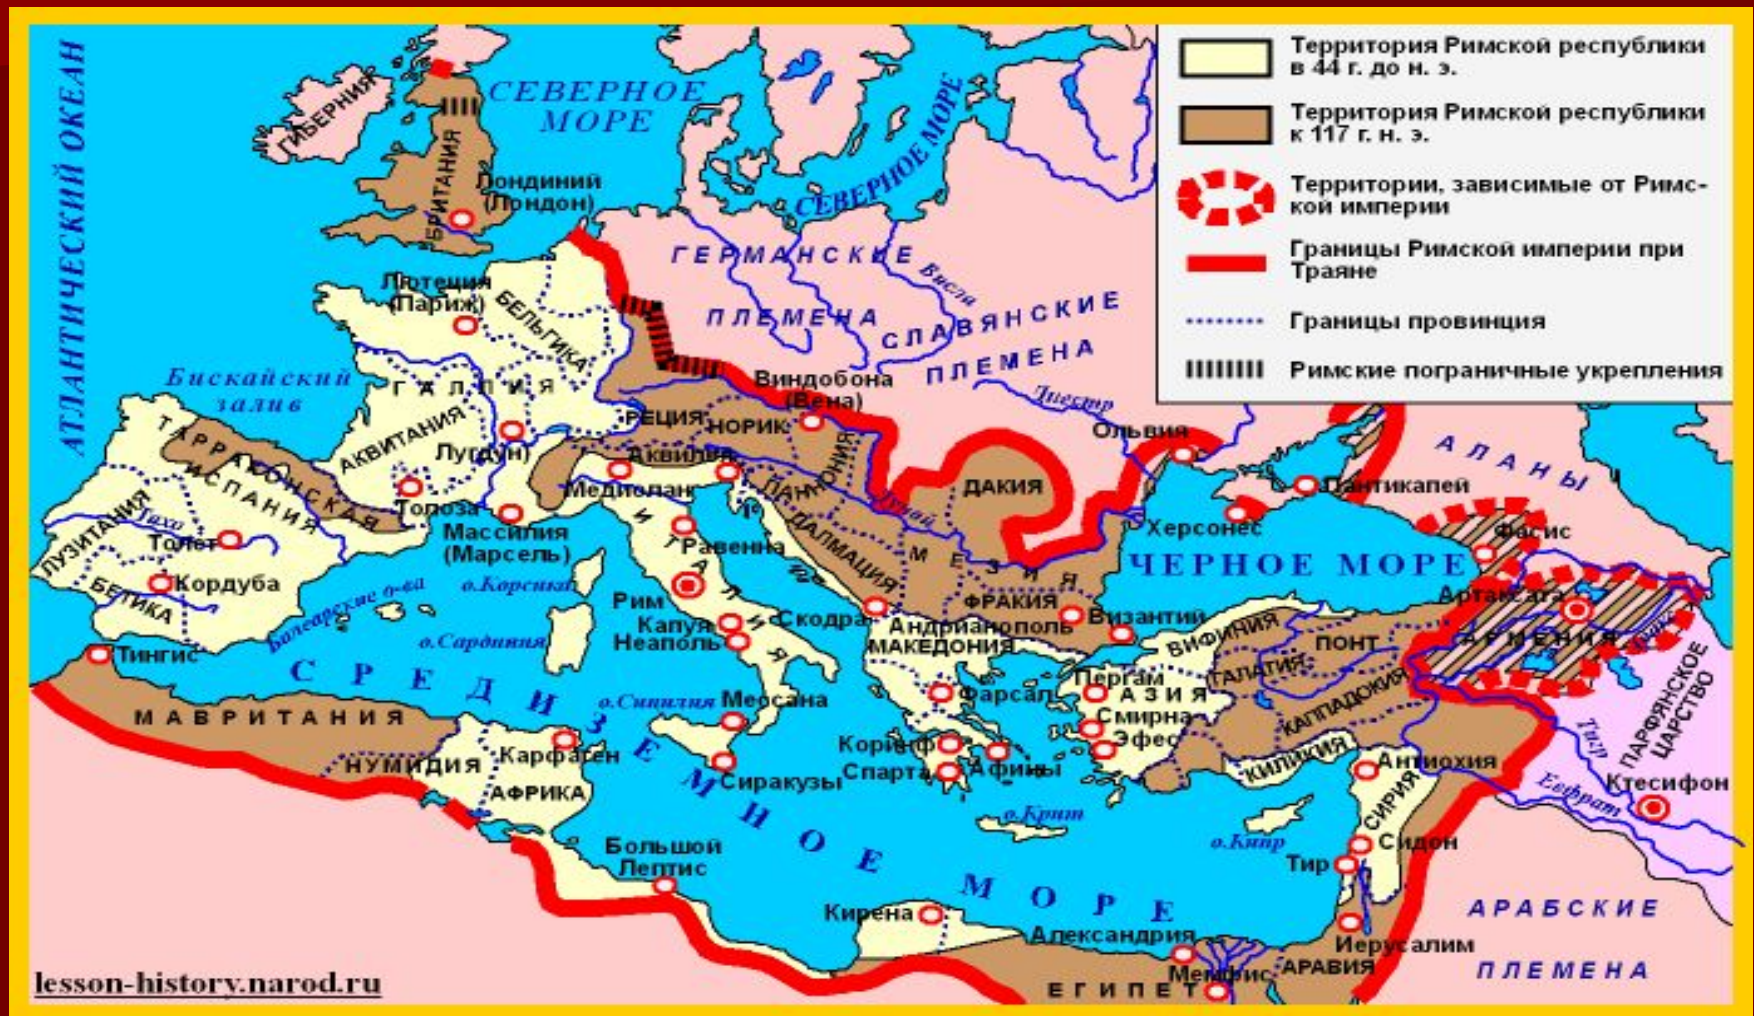 АТЛАНТИЧЕСКИЙ ОКЕАН
ГИБЕРНИЯ
СЕВЕРНОЕ
МОРЕ
БРИТАНИЯ
Лондиний
(Лондон)
СЕВЕРНОЕ МОРЕ
Территория Римской республики
в 44 г. до н. э.
Территория Римской республики
к 117 г. н. э.
Территории, зависимые от Римс-
кой империи
Границы Римской империи при
Траяне
Границы провинция
Римские пограничные укрепления
ГЕРМАНСКИЕ
ПЛЕМЕНА
Висла
СЛАВЯНСКИЕ
ПЛЕМЕНА
Днестр
Лютеция
(Париж)
БЕЛЬГИКА
ГАЛЛИЯ
Бискайский
залив
АКВИТАНИЯ
Лугдун)
РЕЦИЯ
НОРИК
Виндобона
(Вена)
ПАННОНИЯ
ПАННОНИЯ
Аквилея
Медиолан
Ольвия
АЛАНЫ
Пантикапей
Херсонес
Фасис
ДАКИЯ
Дунай
ТАРРАКОНСКАЯ
ИСПАНИЯ
ЛУЗИТАНИЯ
Тахо
Толет
Кордуба
БЕТИКА
Толоза
Массилия
(Марсель)
Балеарские о-ва
о.Корсика
о.Сардиния
ИТАЛИЯ
Равенна
Рим
Капуя
Неаполь
ДАЛМАЦИЯ
Скодра
МЕЗИЯ
ФРАКИЯ
Андрианополь
Византий
МАКЕДОНИЯ
ЧЕРНОЕ МОРЕ
Артаксата
АРМЕНИЯ
ПАРФЯНСКОЕ
ЦАРСТВО
ВИФИНИЯ
ПОНТ
ГАЛАТИЯ
КАППАДОКИЯ
Пергам
АЗИЯ
Смирна
Эфес
КИЛИКИЯ
Тингис
СРЕДИЗЕМНОЕ МОРЕ
МАВРИТАНИЯ
НУМИДИЯ
Карфаген
АФРИКА
о.Сицилия
Мессана
Сиракузы
Фарсал
Коринф
Спарта
Афины
о.Крит
о.Кипр
Антиохия
СИРИЯ
Сидон
Тир
Тигр
Евфрат
Ктесифон
Большой
Лептис
Кирена
Александрия
Мемфис
ЕГИПЕТ
Иерусалим
АРАВИЯ
АРАБСКИЕ
ПЛЕМЕНА
lesson-history.narod.ru